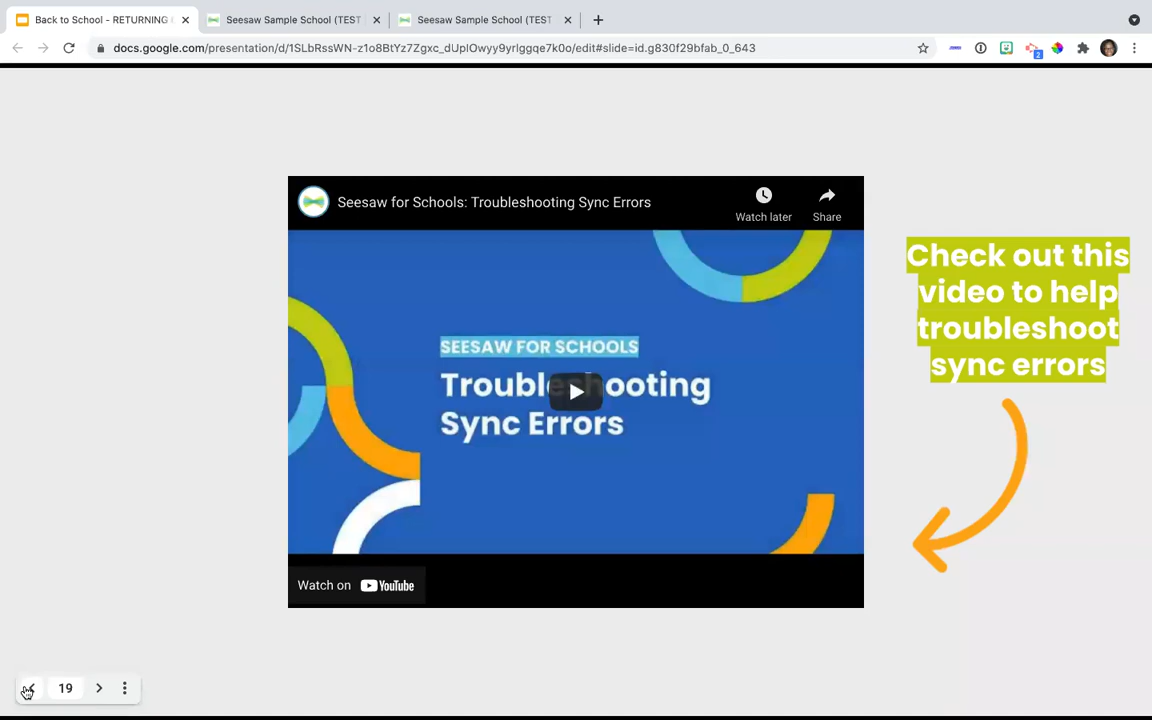 Back to School - RETURNING
Seesaw Sample School (TEST
Seesaw Sample School (TEST
docs.google.com/presentation/d/1SLbRssWN-z1o8BtYz7Zgxc_dUplOwyy9yrlggqe7k0o/edit#slide=id.g830f29bfab_0_643
2
Seesaw for Schools: Troubleshooting Sync Errors
Watch later
Share
SEESAW FOR SCHOOLS
Troubleshooting
Sync Errors
Watch on YouTube
Check out this
video to help
troubleshoot
sync errors
19